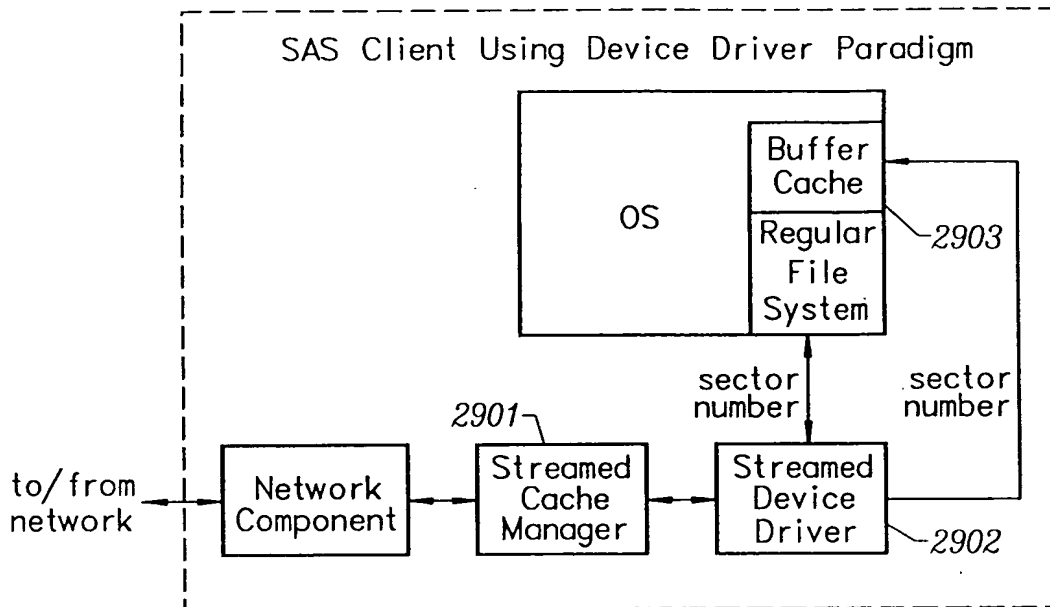 SAS Client Using Device Driver Paradigm
Buffer
Cache
OS
2903
Regular
File
System
sector
number
sector
number
2901
to/from
network
Network
Component
Streamed
Cache
Manager
Streamed
Device
Driver
2902